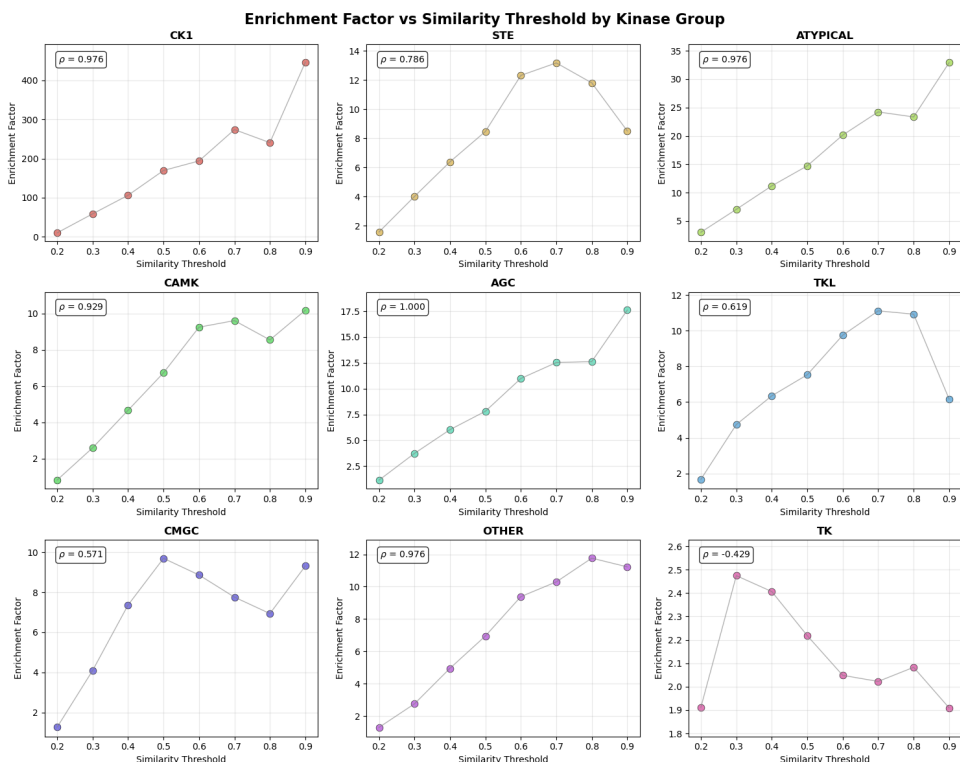 Enrichment Factor vs Similarity Threshold by Kinase Group
CK1
ρ = 0.976
Enrichment Factor
400
300
200
100
0
0.2 0.3 0.4 0.5 0.6 0.7 0.8 0.9
Similarity Threshold
STE
ρ = 0.786
Enrichment Factor
14
12
10
8
6
4
2
0.2 0.3 0.4 0.5 0.6 0.7 0.8 0.9
Similarity Threshold
ATYPICAL
ρ = 0.976
Enrichment Factor
35
30
25
20
15
10
5
0.2 0.3 0.4 0.5 0.6 0.7 0.8 0.9
Similarity Threshold
CAMK
ρ = 0.929
Enrichment Factor
10
8
6
4
2
0.2 0.3 0.4 0.5 0.6 0.7 0.8 0.9
Similarity Threshold
AGC
ρ = 1.000
Enrichment Factor
17.5
15.0
12.5
10.0
7.5
5.0
2.5
0.2 0.3 0.4 0.5 0.6 0.7 0.8 0.9
Similarity Threshold
TKL
ρ = 0.619
Enrichment Factor
12
10
8
6
4
2
0.2 0.3 0.4 0.5 0.6 0.7 0.8 0.9
Similarity Threshold
CMGC
ρ = 0.571
Enrichment Factor
10
8
6
4
2
0.2 0.3 0.4 0.5 0.6 0.7 0.8 0.9
Similarity Threshold
OTHER
ρ = 0.976
Enrichment Factor
12
10
8
6
4
2
0.2 0.3 0.4 0.5 0.6 0.7 0.8 0.9
Similarity Threshold
TK
ρ = -0.429
Enrichment Factor
2.6
2.5
2.4
2.3
2.2
2.1
2.0
1.9
1.8
0.2 0.3 0.4 0.5 0.6 0.7 0.8 0.9
Similarity Threshold